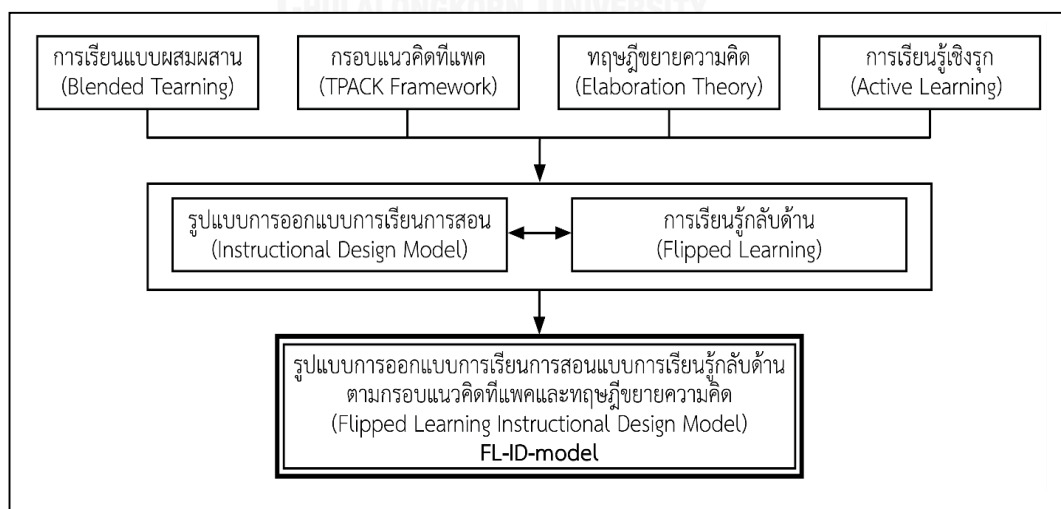 CHULALONGKORN UNIVERSITY
การเรียนแบบผสมผสาน
(Blended Tearning)
กรอบแนวคิดทีแพค
(TPACK Framework)
ทฤษฎีขยายความคิด
(Elaboration Theory)
การเรียนรู้เชิงรุก
(Active Learning)
รูปแบบการออกแบบการเรียนการสอน
(Instructional Design Model)
การเรียนรู้กลับด้าน
(Flipped Learning)
รูปแบบการออกแบบการเรียนการสอนแบบการเรียนรู้กลับด้าน
ตามกรอบแนวคิดทีแพคและทฤษฎีขยายความคิด
(Flipped Learning Instructional Design Model)
FL-ID-model